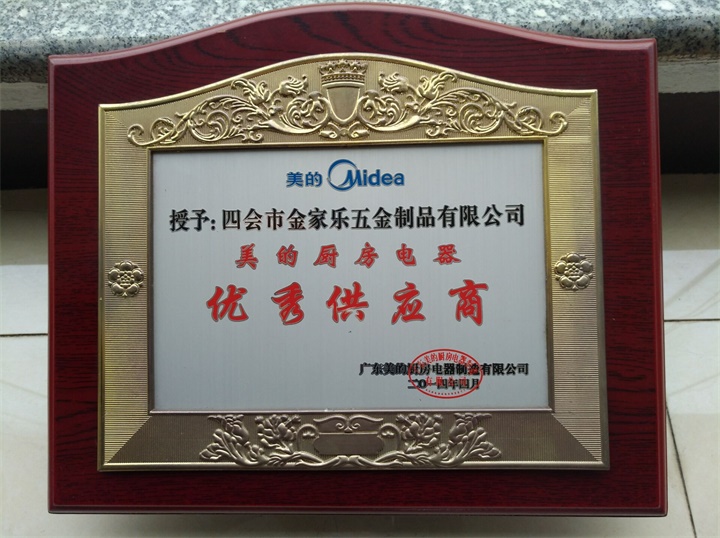 美的 Midea
授予: 四会市金家乐五金制品有限公司
美的厨房电器
优秀供应商
广东美的厨房电器制造有限公司
二〇一四年四月